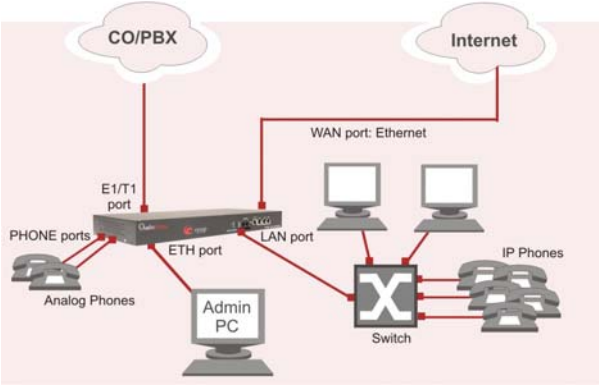 CO/PBX
Internet
WAN port: Ethernet
E1/T1
port
PHONE ports
ETH port
LAN port
IP Phones
Analog Phones
Admin
PC
Switch